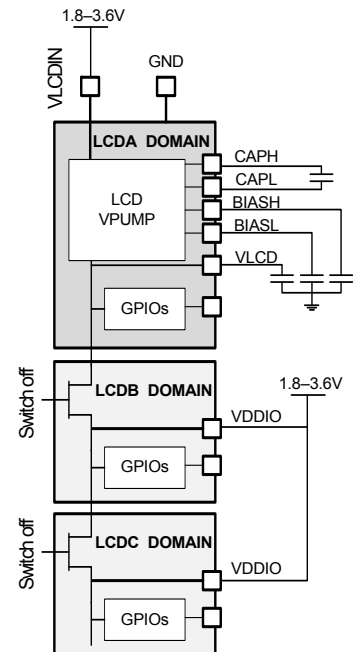 1.8–3.6V
VLCDIN
GND
LCDA DOMAIN
LCD
VPUMP
CAPH
CAPL
BIASH
BIASL
VLCD
GPIOs
Switch off
LCDB DOMAIN
1.8–3.6V
VDDIO
GPIOs
Switch off
LCDC DOMAIN
VDDIO
GPIOs